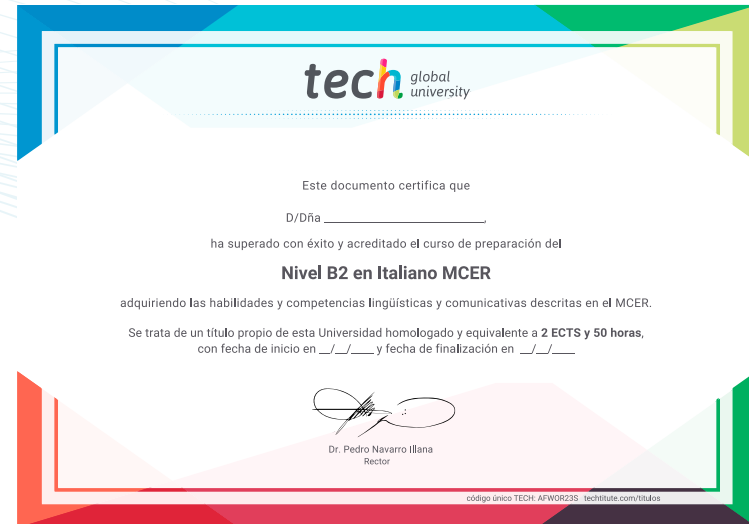 tech global
university
Este documento certifica que
D/Dña ________________________,
ha superado con éxito y acreditado el curso de preparación del
Nivel B2 en Italiano MCER
adquiriendo las habilidades y competencias lingüísticas y comunicativas descritas en el MCER.
Se trata de un título propio de esta Universidad homologado y equivalente a 2 ECTS y 50 horas,
con fecha de inicio en __/__/____ y fecha de finalización en __/__/____
Dr. Pedro Navarro Illana
Rector
código único TECH: AFWOR23S techtitute.com/titulos